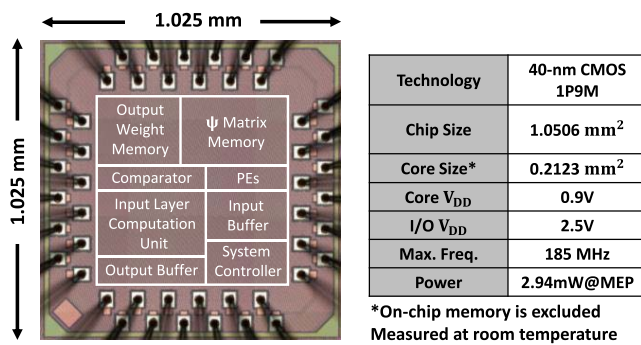 1.025 mm
1.025 mm
Output
Weight
Memory
Ψ Matrix
Memory
Comparator
PEs
Input Layer
Computation
Unit
Input
Buffer
Output Buffer
System
Controller
Technology
40-nm CMOS
1P9M
Chip Size
1.0506 mm²
Core Size*
0.2123 mm²
Core V_DD
0.9V
I/O V_DD
2.5V
Max. Freq.
185 MHz
Power
2.94mW@MEP
*On-chip memory is excluded
Measured at room temperature